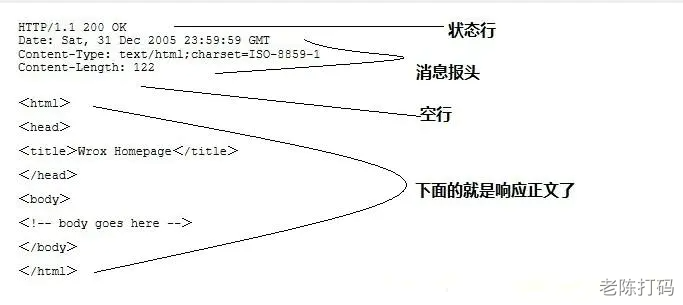 HTTP/1.1 200 OK
状态行
Date: Sat, 31 Dec 2005 23:59:59 GMT
Content-Type: text/html;charset=ISO-8859-1
Content-Length: 122
消息报头
空行
<html>
<head>
<title>Wrox Homepage</title>
</head>
<body>
下面的就是响应正文了
<!-- body goes here -->
</body>
</html>
老陈打码